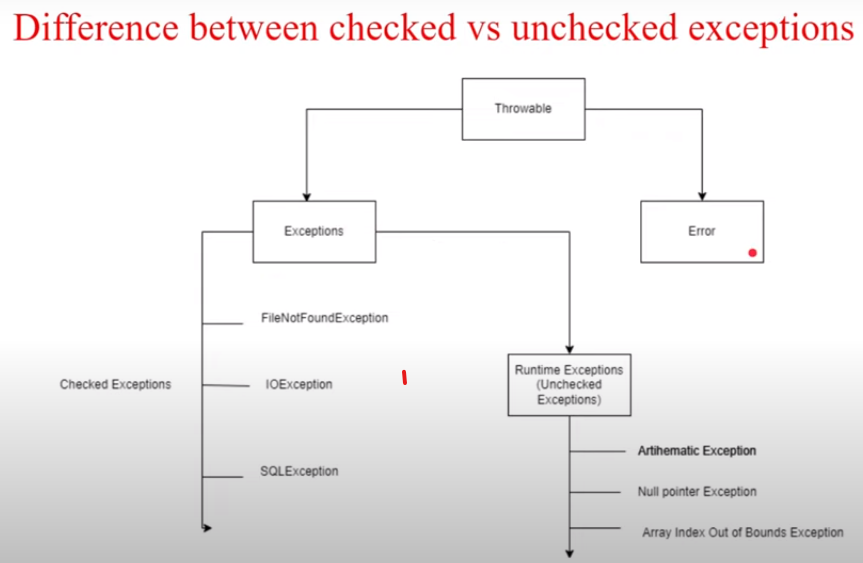 Difference between checked vs unchecked exceptions
Throwable
Exceptions
Error
FileNotFoundException
Checked Exceptions
IOException
SQLException
Runtime Exceptions
(Unchecked
Exceptions)
Artihematic Exception
Null pointer Exception
Array Index Out of Bounds Exception